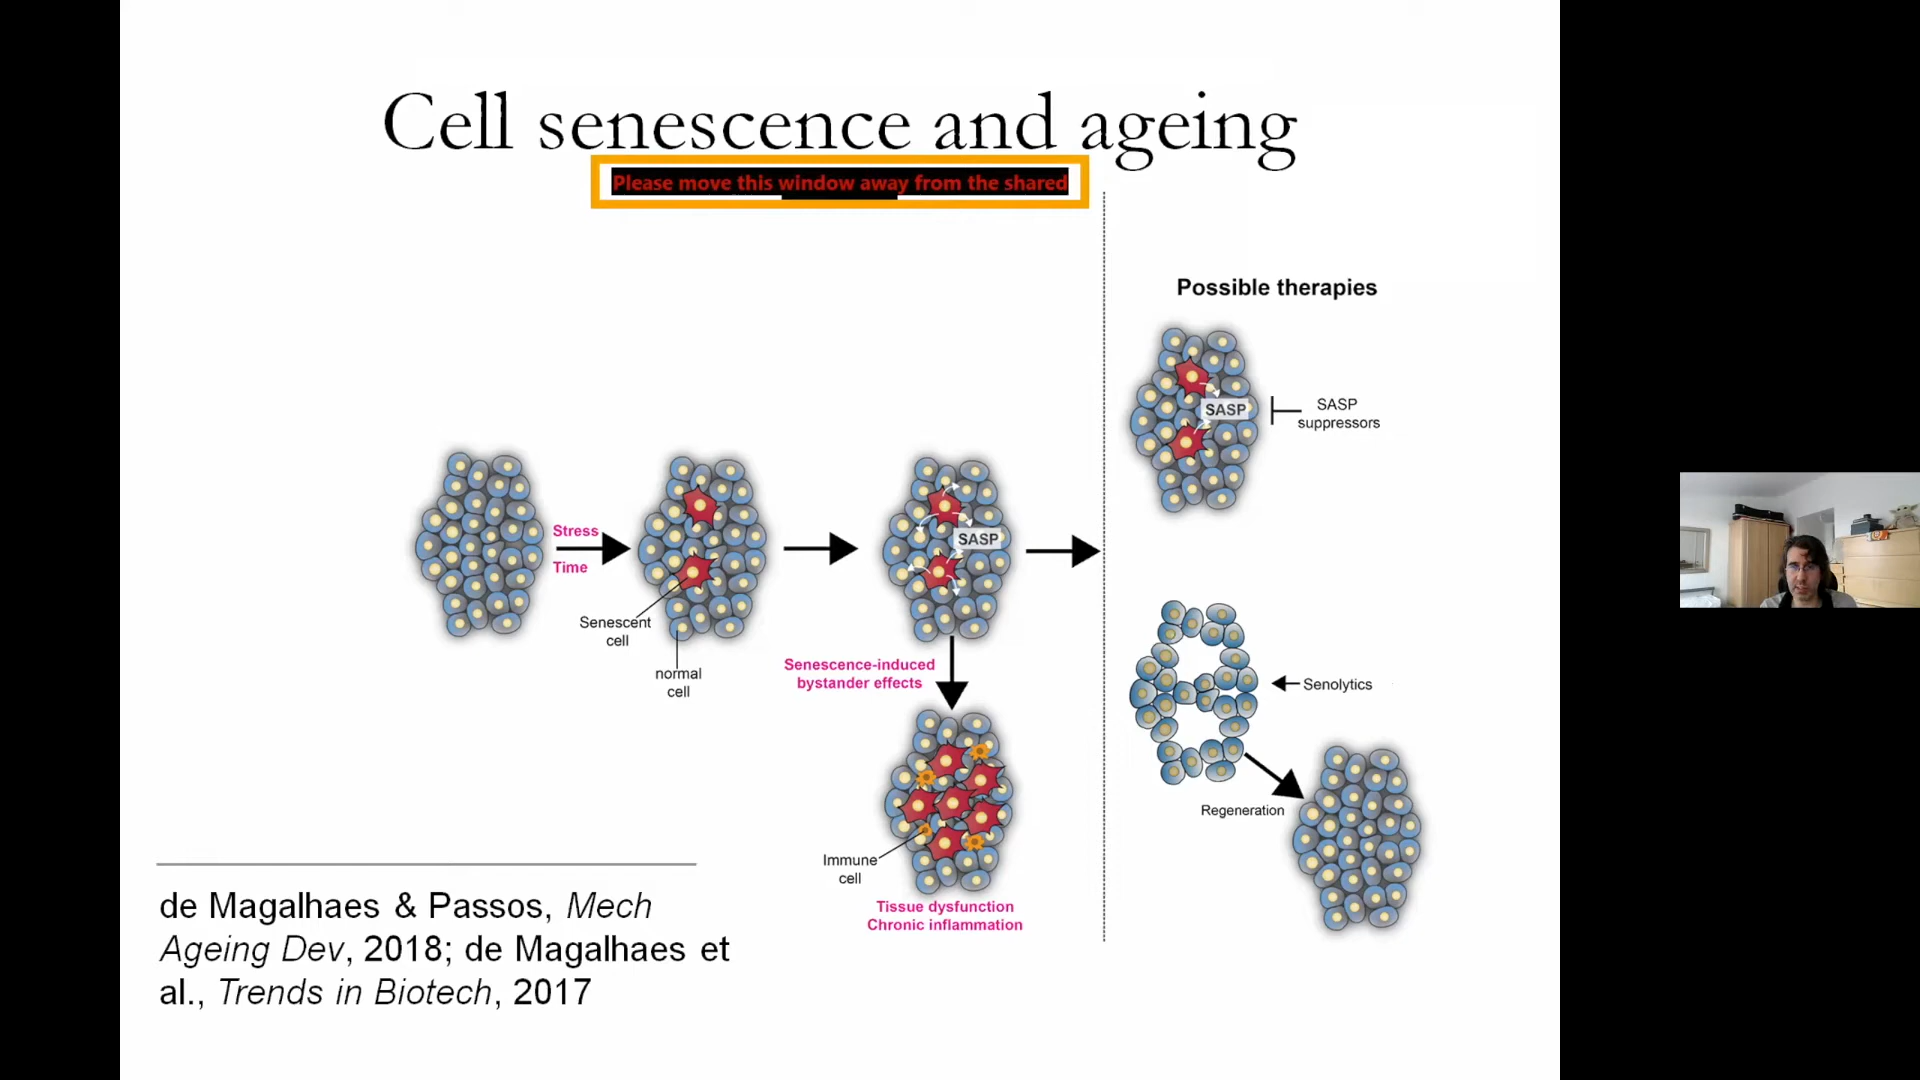 Cell senescence and ageing
Please move this window away from the shared
Possible therapies
SASP
SASP
suppressors
Stress
Time
SASP
Senescent
cell
normal
cell
Senescence-induced
bystander effects
Senolytics
Regeneration
Immune
cell
Tissue dysfunction
Chronic inflammation
de Magalhaes & Passos, Mech
Ageing Dev, 2018; de Magalhaes et
al., Trends in Biotech, 2017